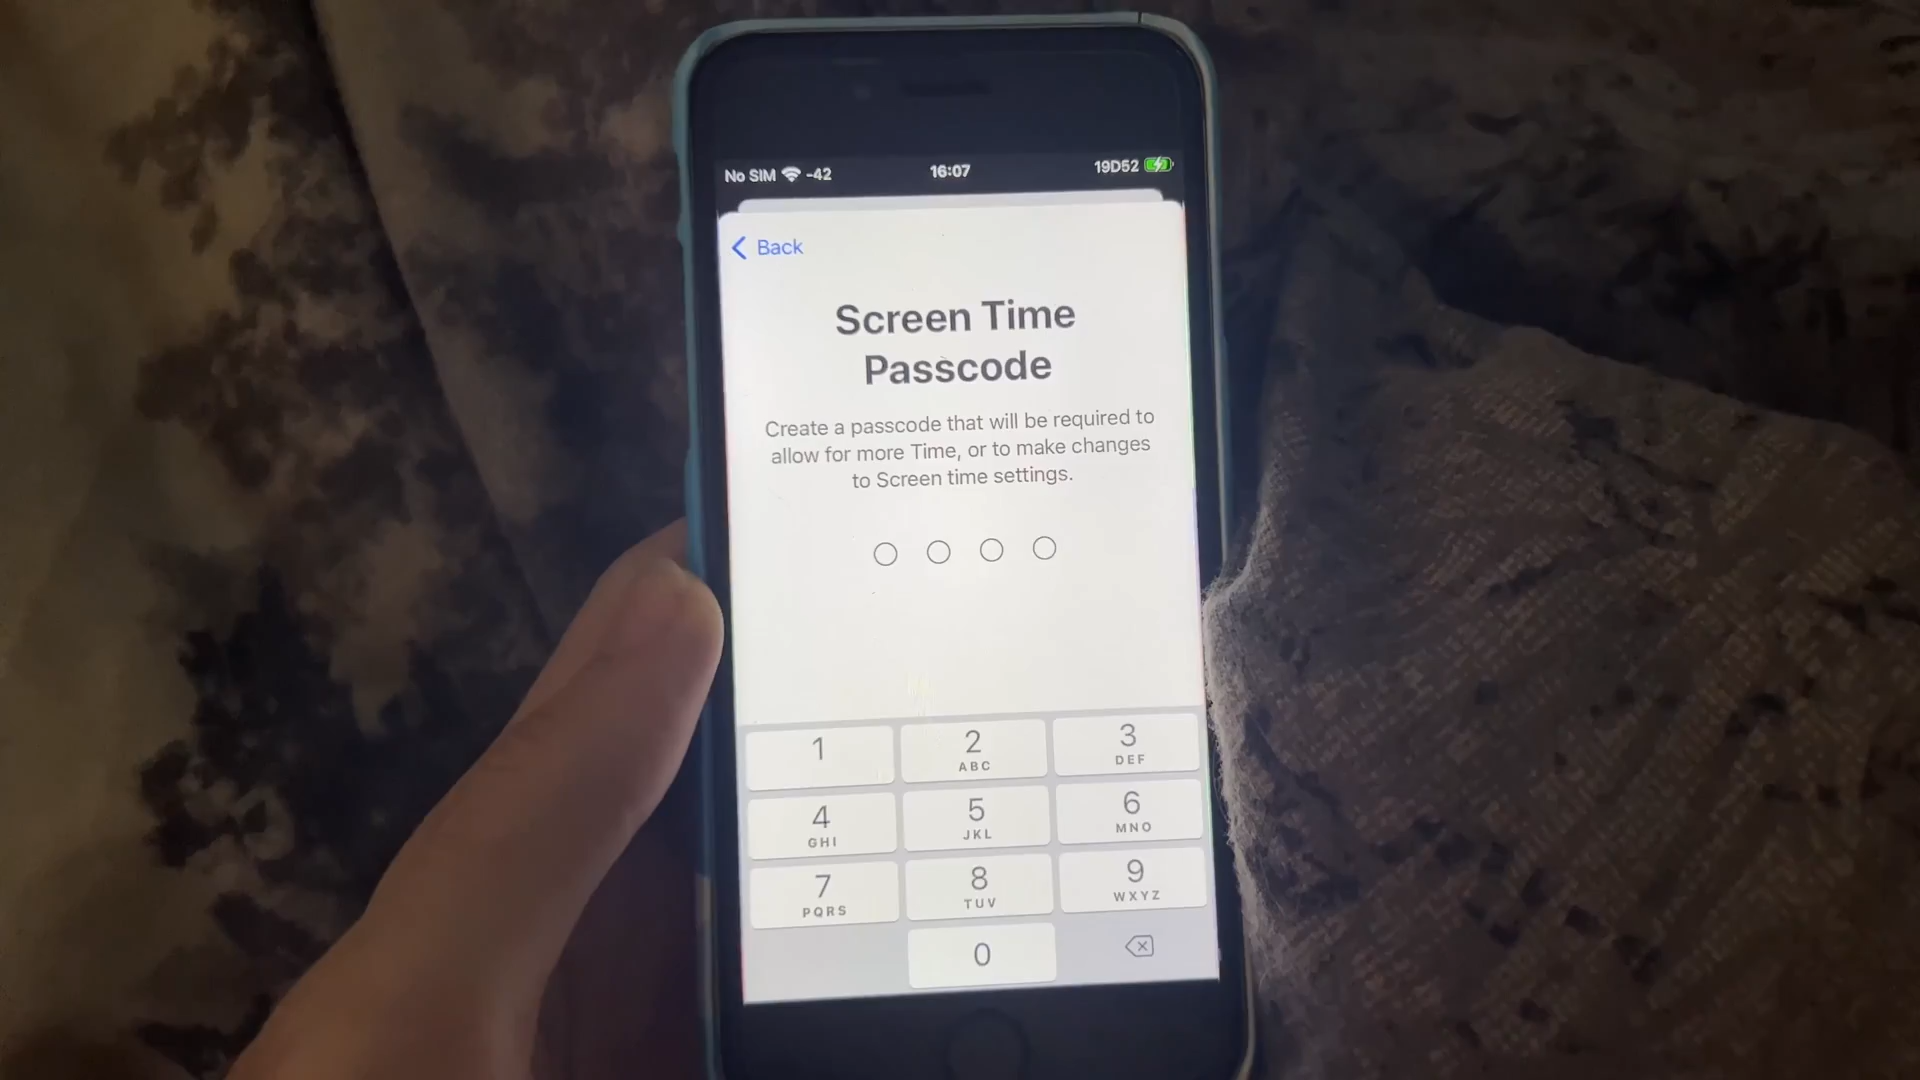 No SIM -42 16:07 19D52
Back
Screen Time
Passcode
Create a passcode that will be required to
allow for more Time, or to make changes
to Screen time settings.
1 2 3
ABC DEF
4 5 6
GHI JKL MNO
7 8 9
PQRS TUV WXYZ
0